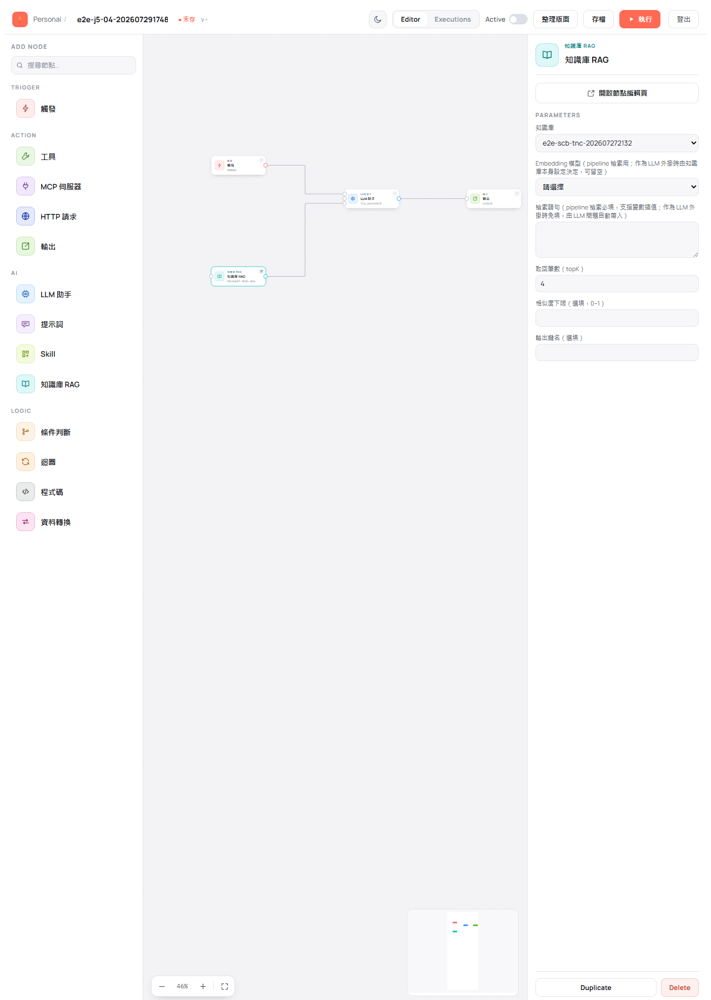 Personal /
e2e-j5-04-202607291748
● 未存
v -
Editor
Executions
Active
整理版面
存檔
執行
登出
ADD NODE
搜尋節點...
TRIGGER
觸發
ACTION
工具
MCP 伺服器
HTTP 請求
輸出
AI
LLM 助手
提示詞
Skill
知識庫 RAG
LOGIC
條件判斷
迴圈
程式碼
資料轉換
觸發
觸發
MANUAL
LLM 助手
LLM 助手
llm_assistant
輸出
輸出
output
知識庫 RAG
知識庫 RAG
46%
知識庫 RAG
知識庫 RAG
開啟節點編輯頁
PARAMETERS
知識庫
e2e-scb-tnc-202607272132
Embedding 模型（pipeline 檢索用；作為 LLM 外掛時由知識
庫本身設定決定，可留空）
請選擇
檢索語句（pipeline 檢索必填，支援變數插值；作為 LLM 外
掛時免填，由 LLM 問題自動帶入）
取回筆數（topK）
4
相似度下限（選填，0–1）
輸出鍵名（選填）
Duplicate
Delete